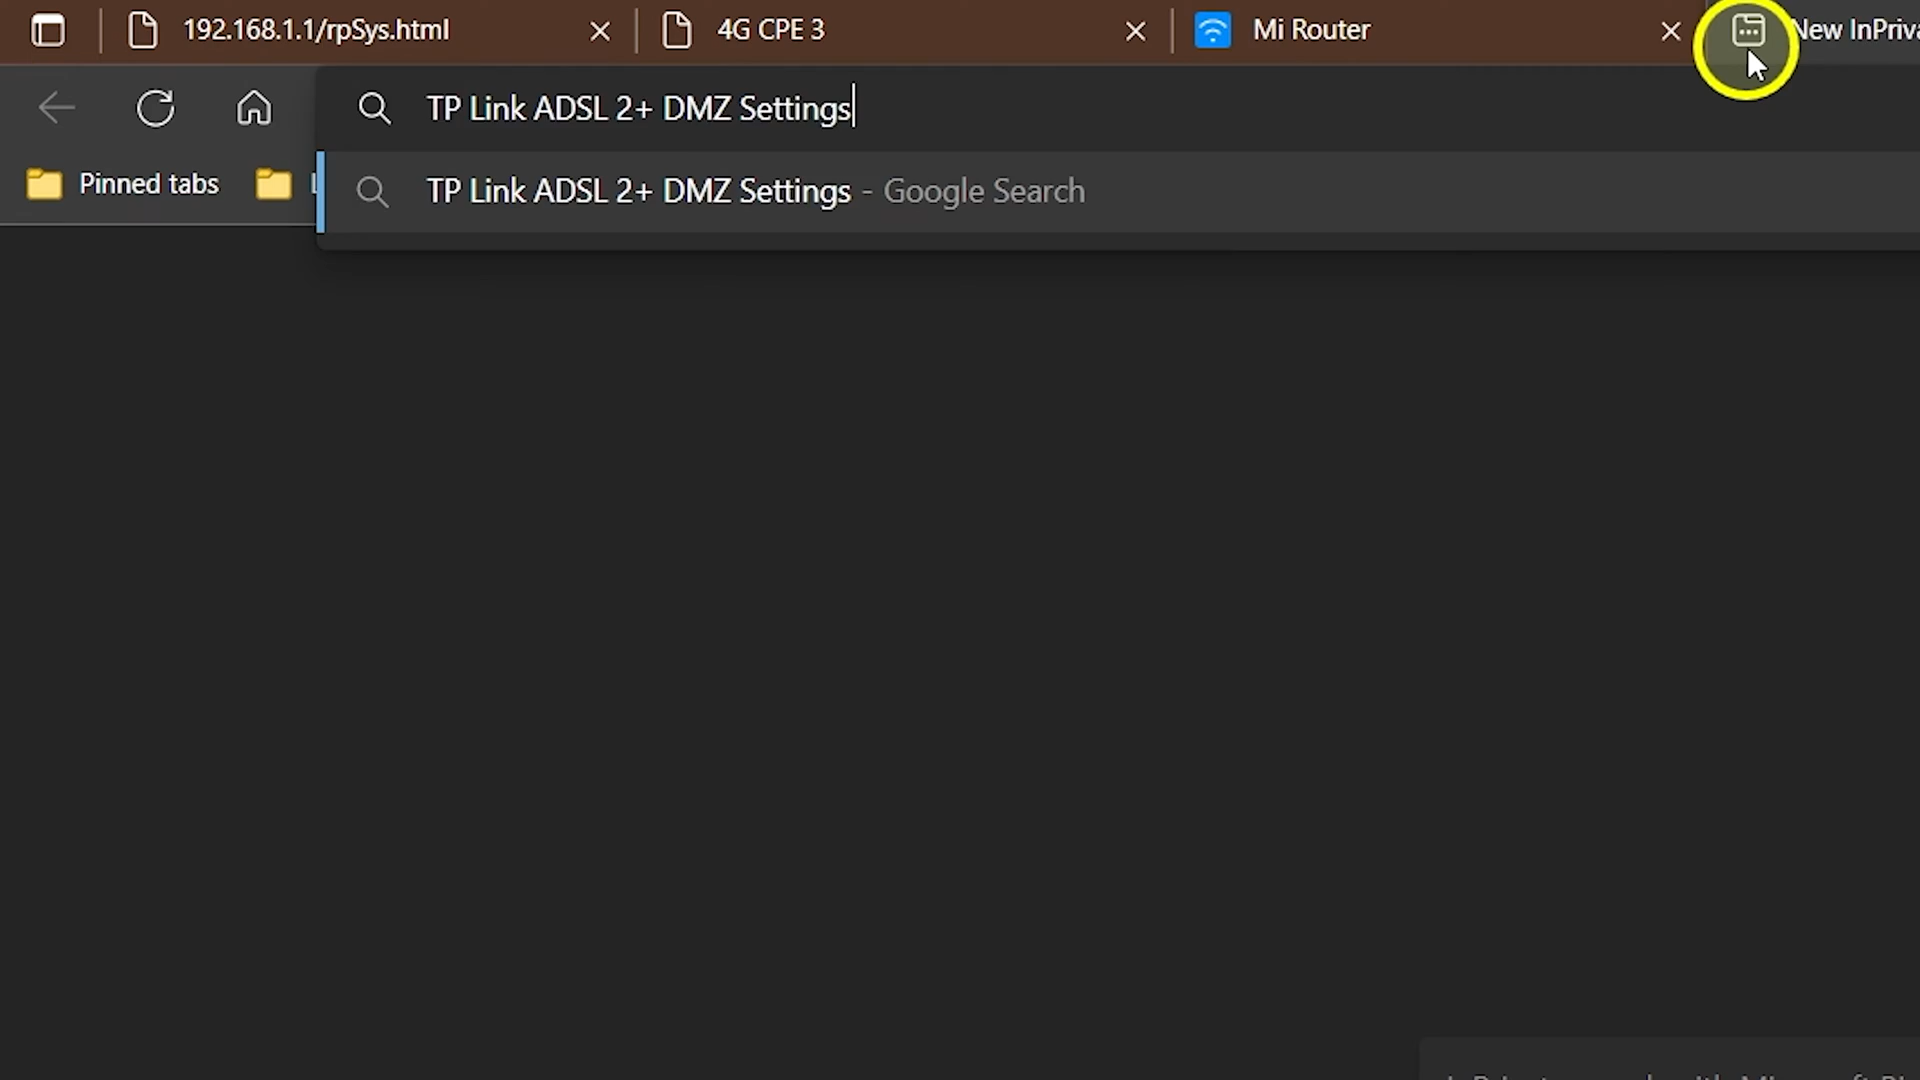 192.168.1.1/rpSys.html
4G CPE 3
Mi Router
New InPriva
TP Link ADSL 2+ DMZ Settings
Pinned tabs
TP Link ADSL 2+ DMZ Settings - Google Search